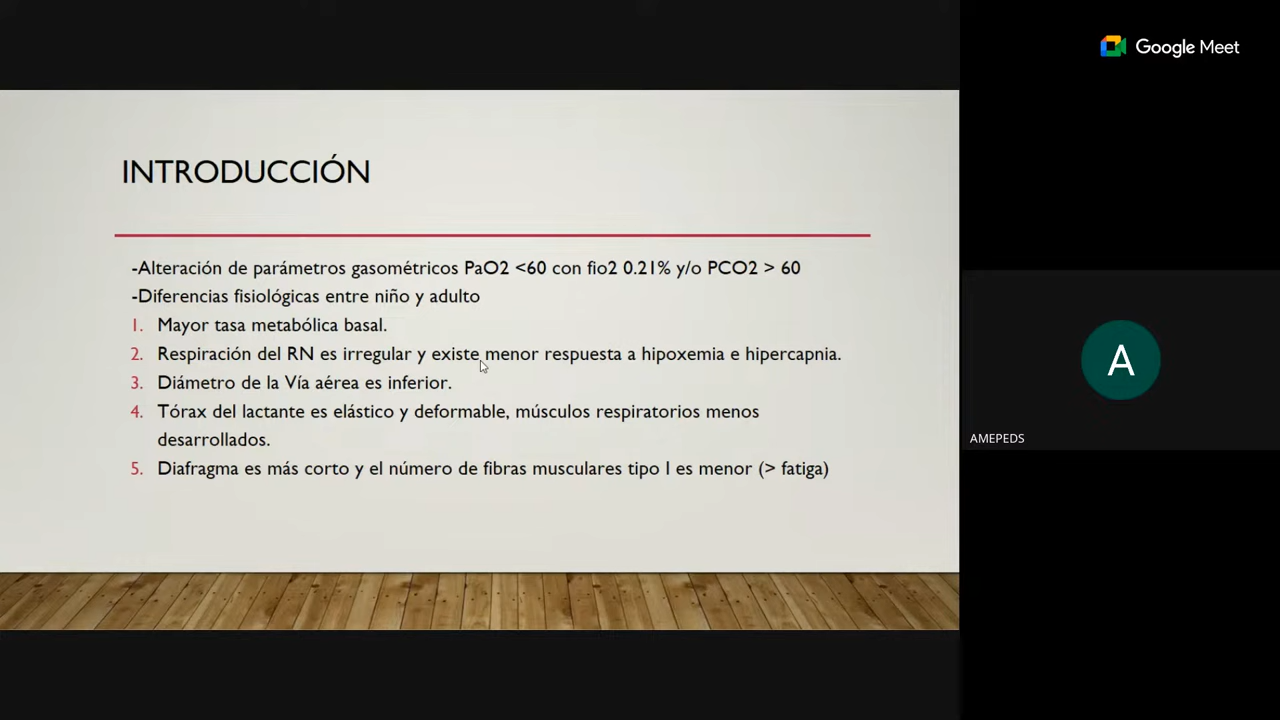 Google Meet
INTRODUCCIÓN
-Alteración de parámetros gasométricos PaO2 <60 con fio2 0.21% y/o PCO2 > 60
-Diferencias fisiológicas entre niño y adulto
1. Mayor tasa metabólica basal.
2. Respiración del RN es irregular y existe menor respuesta a hipoxemia e hipercapnia.
3. Diámetro de la Vía aérea es inferior.
4. Tórax del lactante es elástico y deformable, músculos respiratorios menos
desarrollados.
5. Diafragma es más corto y el número de fibras musculares tipo I es menor (> fatiga)
A
AMEPEDS